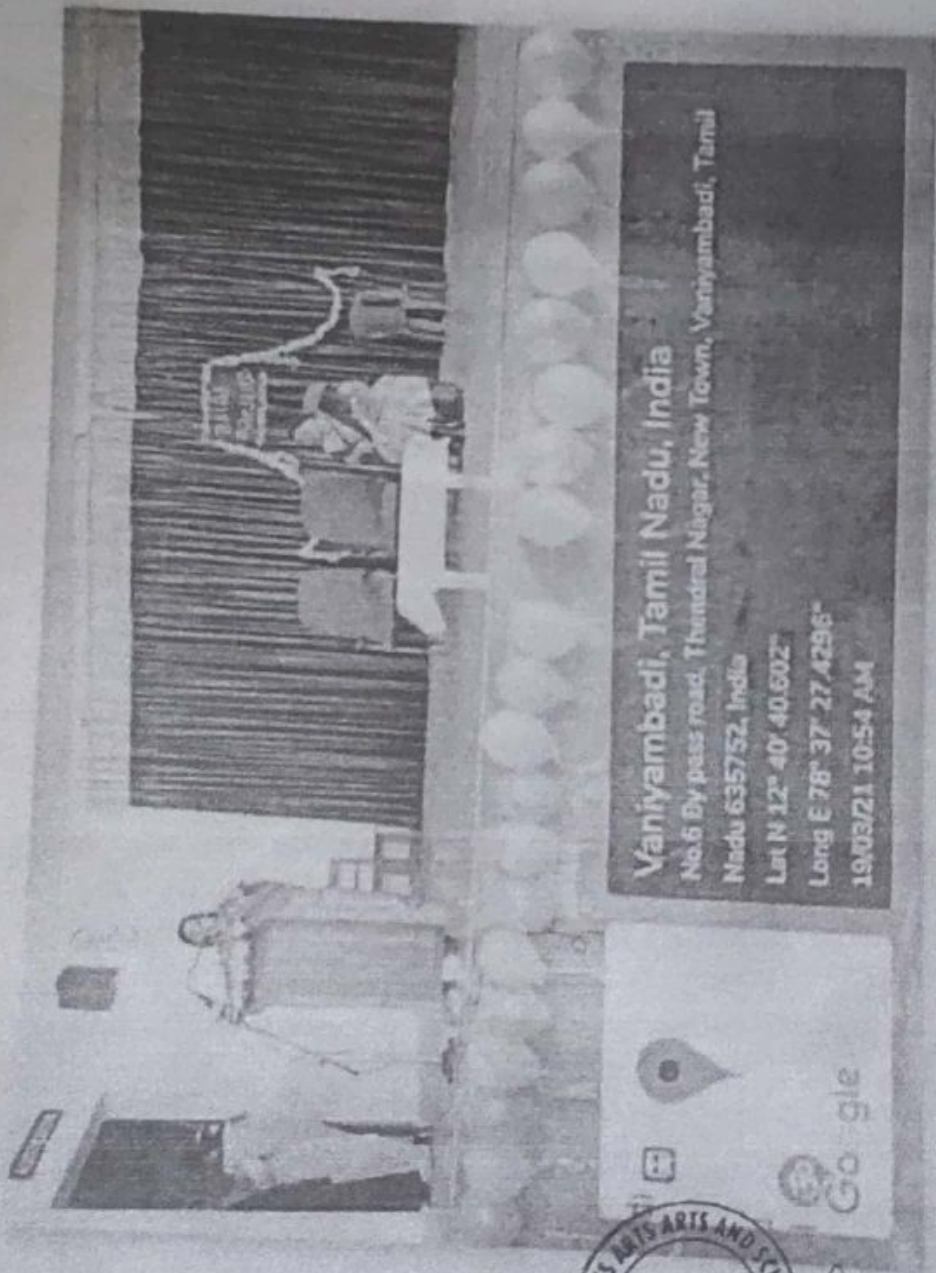 Vaniyambadi, Tamil Nadu, India
No.6 By pass road, Thendral Nagar, New Town, Vaniyambadi, Tamil
Nadu 635752, India
Lat N 12° 40' 40.602"
Long E 78° 37' 27.4296"
19/03/21 10:54 AM
Google
ARTS AND